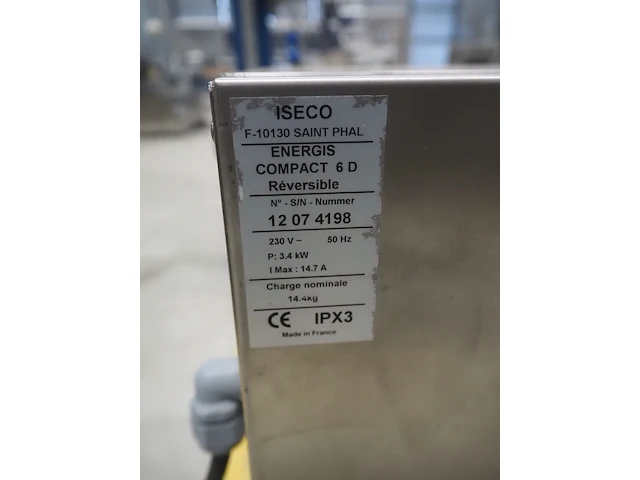 ISECO
F-10130 SAINT PHAL
ENERGIS
COMPACT 6 D
Réversible
N° - S/N - Nummer
12 07 4198
230 V ~ 50 Hz
P: 3.4 kW
I Max : 14.7 A
Charge nominale
14.4kg
CE IPX3
Made in France